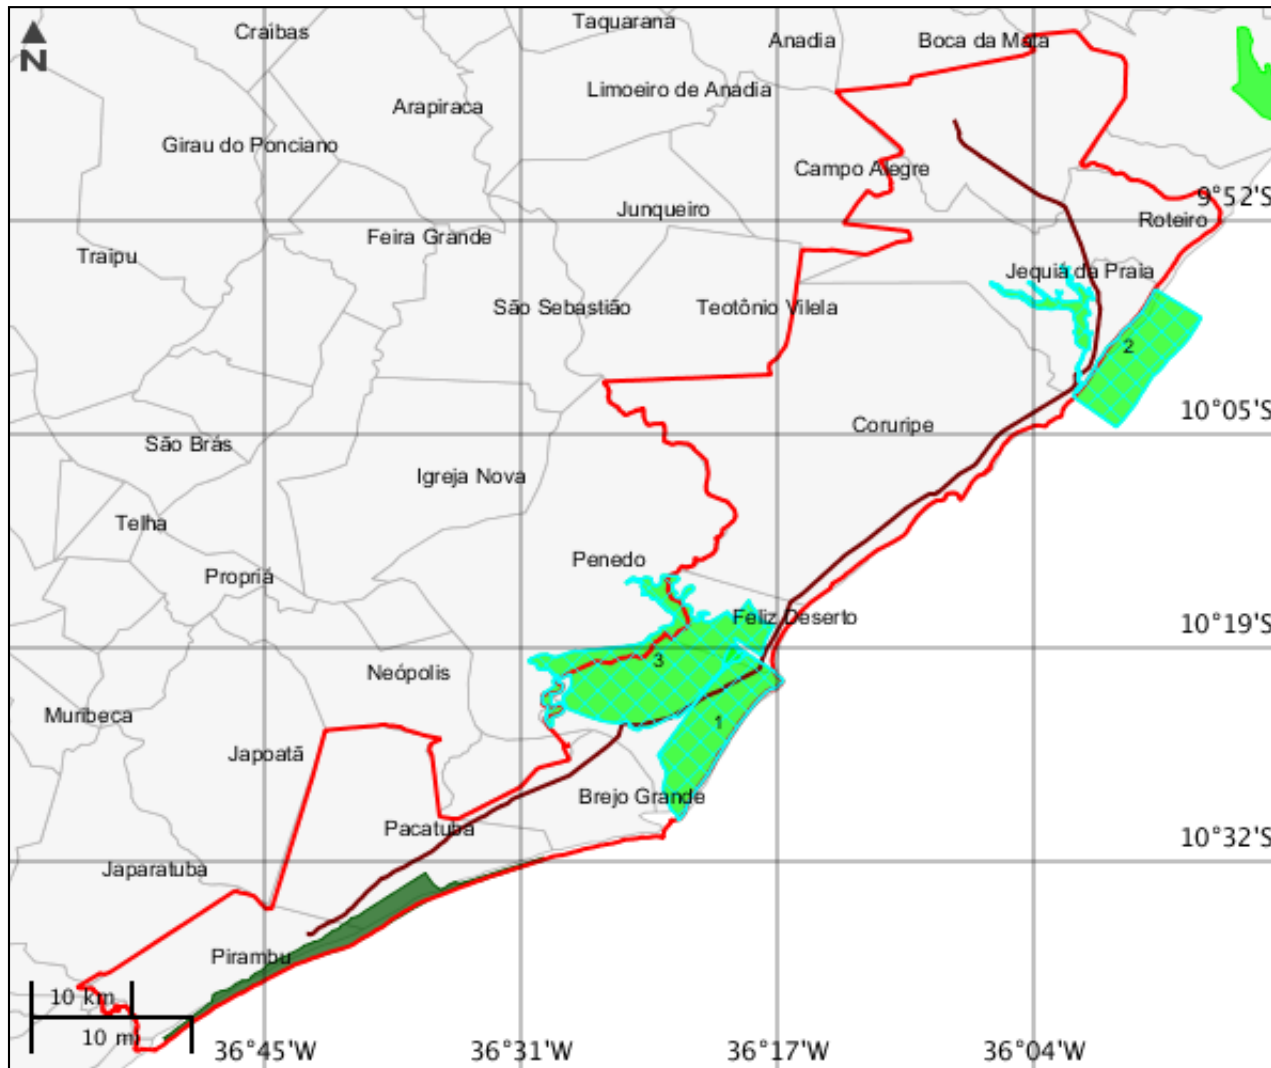 Taquarana
Craibas
Anadia
Boca da Mata
N
Limoeiro de Anadia
Arapiraca
Girau do Ponciano
Campo Alegre
9°52'S
Junqueiro
Roteiro
Feira Grande
Traipu
Jequiá da Praia
São Sebastião
Teotônio Vilela
2
10°05'S
Coruripe
São Brás
Igreja Nova
Telha
Penedo
Propriá
Feliz Deserto
10°19'S
3
Neópolis
Muribeca
1
Japoatã
Brejo Grande
Pacatuba
10°32'S
Japaratuba
Pirambu
10 km
10 m
36°45'W
36°31'W
36°17'W
36°04'W